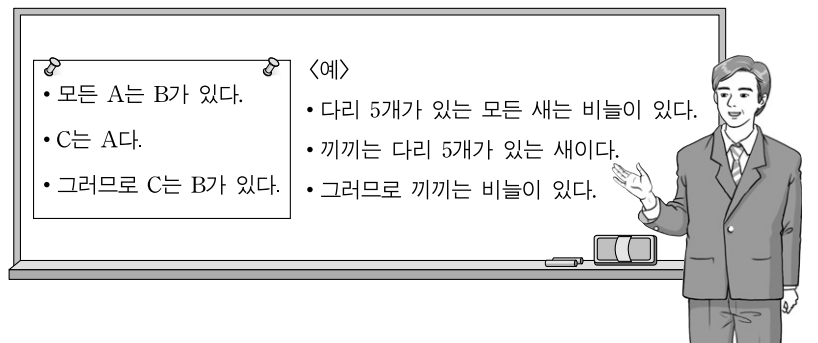 • 모든 A는 B가 있다.
• C는 A다.
• 그러므로 C는 B가 있다.
〈예〉
• 다리 5개가 있는 모든 새는 비늘이 있다.
• 끼끼는 다리 5개가 있는 새이다.
• 그러므로 끼끼는 비늘이 있다.